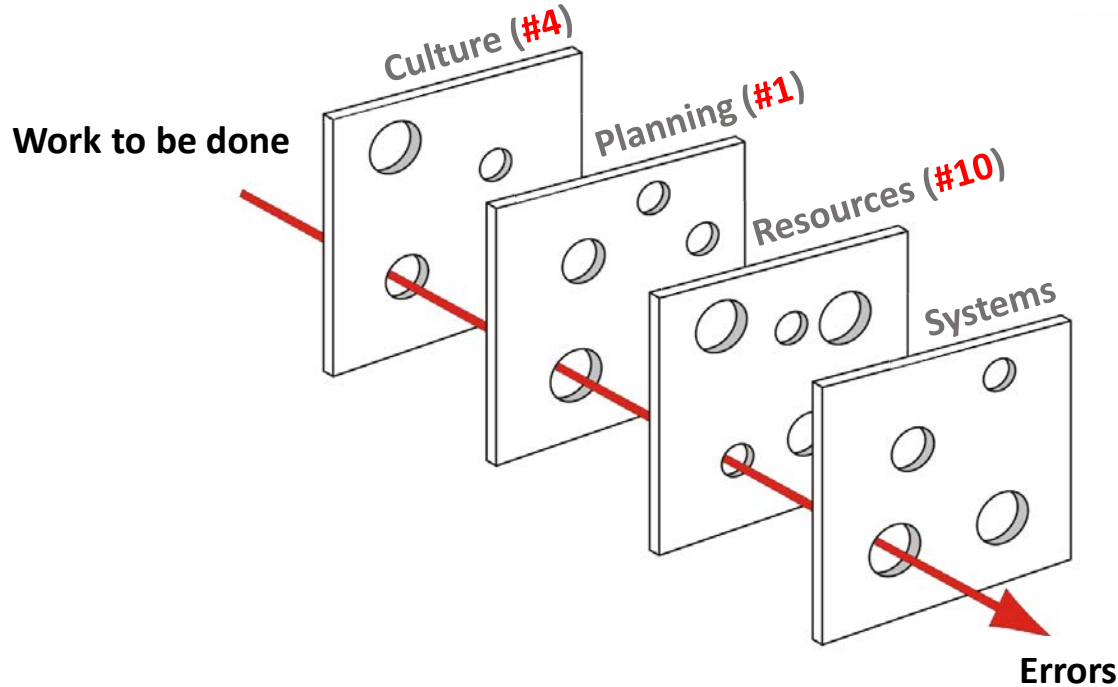 Culture (#4)
Work to be done
Planning (#1)
Resources (#10)
Systems
Errors